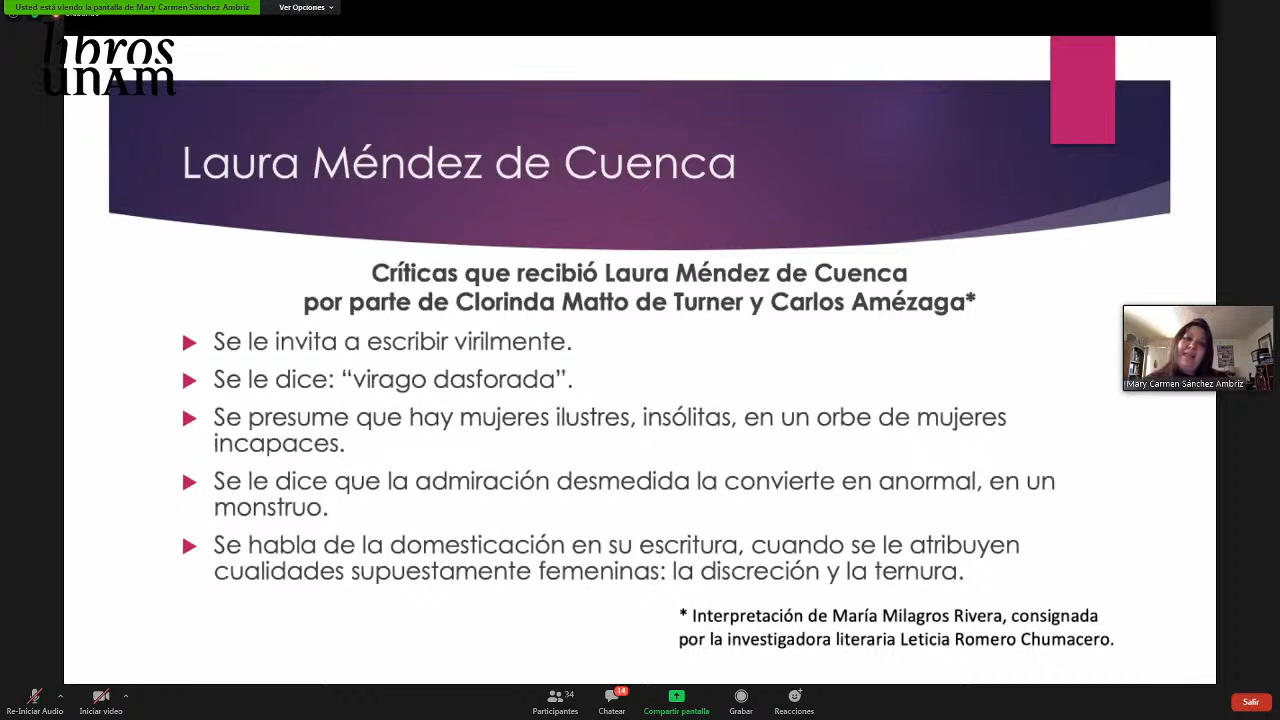 Usted está viendo la pantalla de Mary Carmen Sánchez Ambriz
Ver Opciones
libros
UNAM
Laura Méndez de Cuenca
Críticas que recibió Laura Méndez de Cuenca
por parte de Clorinda Matto de Turner y Carlos Amézaga*
Se le invita a escribir virilmente.
Se le dice: “virago dasforada”.
Se presume que hay mujeres ilustres, insólitas, en un orbe de mujeres
incapaces.
Se le dice que la admiración desmedida la convierte en anormal, en un
monstruo.
Se habla de la domesticación en su escritura, cuando se le atribuyen
cualidades supuestamente femeninas: la discreción y la ternura.
* Interpretación de María Milagros Rivera, consignada
por la investigadora literaria Leticia Romero Chumacero.
Mary Carmen Sánchez Ambriz
Re-Iniciar Audio
Iniciar video
34
Participantes
14
Chatear
Compartir pantalla
Grabar
Reacciones
Salir